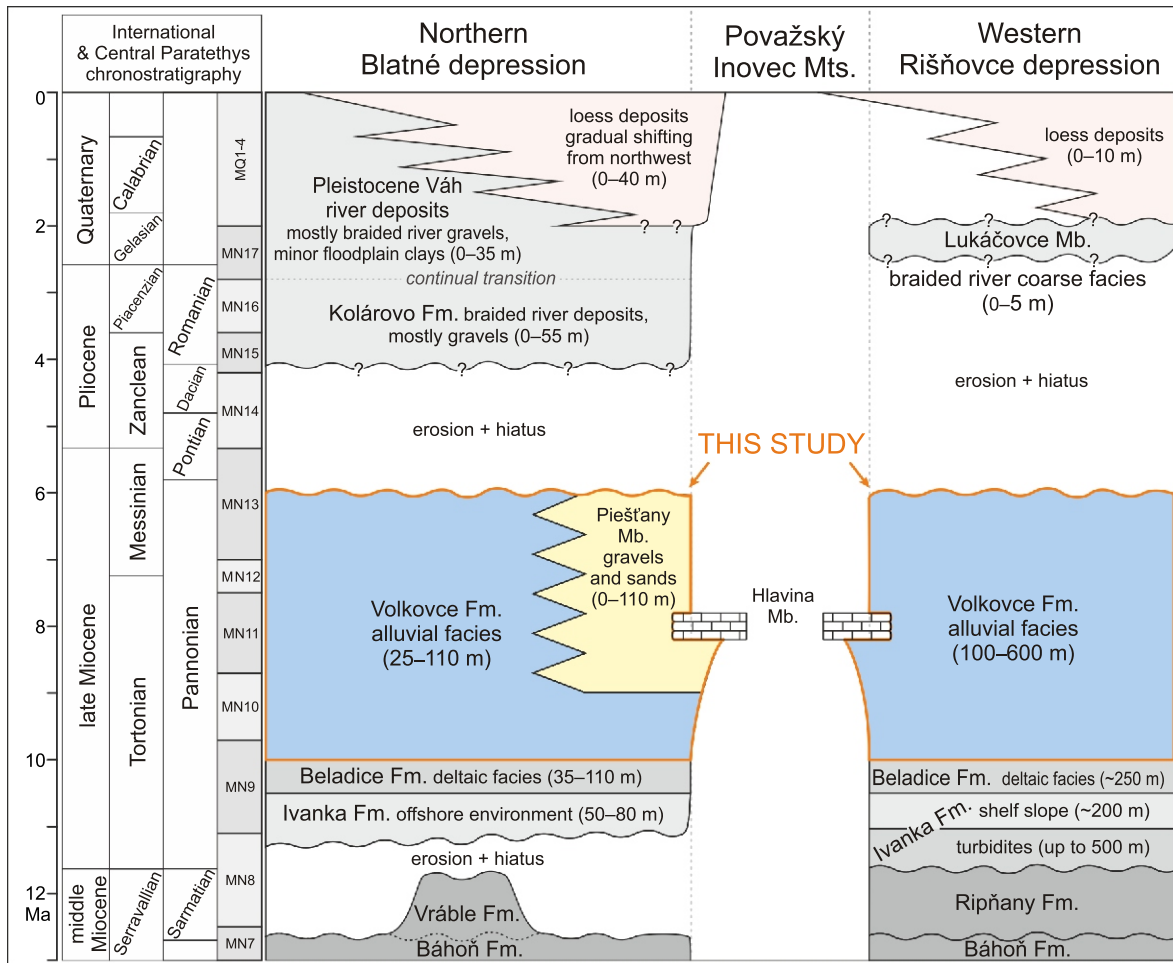 International
& Central Paratethys
chronostratigraphy
Northern
Blatné depression
Považský
Inovec Mts.
Western
Rišňovce depression
0
2
4
6
8
10
12
Ma
Quaternary
Pliocene
late Miocene
middle
Miocene
Calabrian
Gelasian
Piacenzian
Zanclean
Messinian
Tortonian
Serravallian
Romanian
Dacian
Pontian
Pannonian
Sarmatian
MQ1-4
MN17
MN16
MN15
MN14
MN13
MN12
MN11
MN10
MN9
MN8
MN7
loess deposits
gradual shifting
from northwest
(0–40 m)
Pleistocene Váh
river deposits
mostly braided river gravels,
minor floodplain clays (0–35 m)
? ?
continual transition
Kolárovo Fm. braided river deposits,
mostly gravels (0–55 m)
? ? ? ?
erosion + hiatus
Piešťany
Mb.
gravels
and sands
(0–110 m)
Volkovce Fm.
alluvial facies
(25–110 m)
Beladice Fm. deltaic facies (35–110 m)
Ivanka Fm. offshore environment (50–80 m)
erosion + hiatus
Vráble Fm.
Báhoň Fm.
THIS STUDY
Hlavina
Mb.
loess deposits
(0–10 m)
? ? ?
Lukáčovce Mb.
? ? ?
braided river coarse facies
(0–5 m)
erosion + hiatus
Volkovce Fm.
alluvial facies
(100–600 m)
Beladice Fm. deltaic facies (~250 m)
Ivanka Fm.
shelf slope (~200 m)
turbidites (up to 500 m)
Ripňany Fm.
Báhoň Fm.